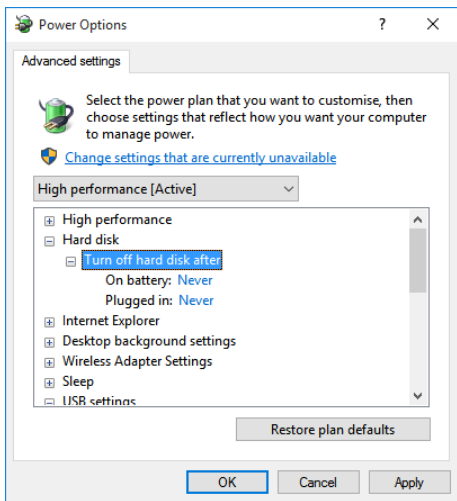 Power Options
Advanced settings
Select the power plan that you want to customise, then
choose settings that reflect how you want your computer
to manage power.
Change settings that are currently unavailable
High performance [Active]
High performance
Hard disk
Turn off hard disk after
On battery: Never
Plugged in: Never
Internet Explorer
Desktop background settings
Wireless Adapter Settings
Sleep
USB settings
Restore plan defaults
OK Cancel Apply